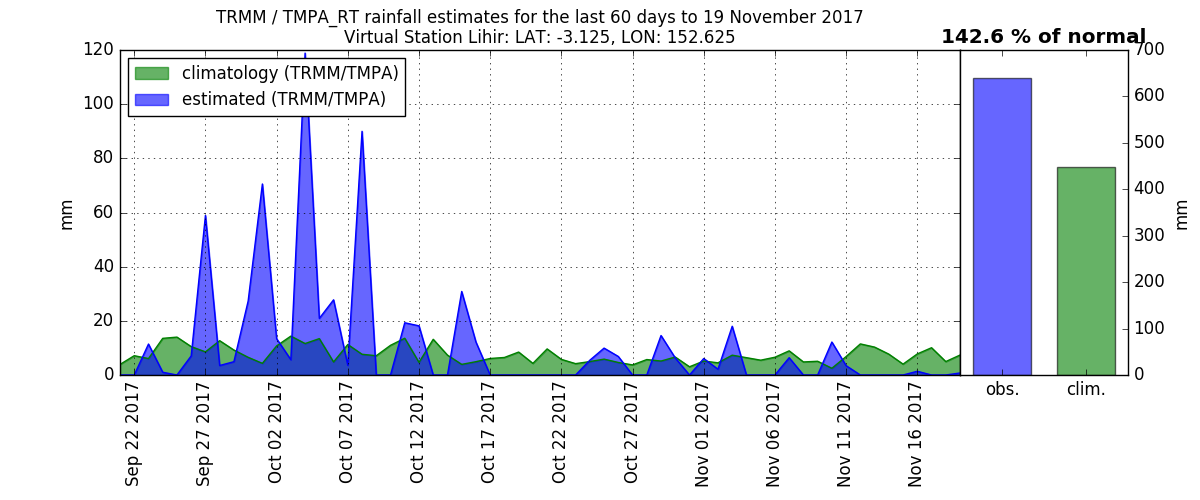 TRMM / TMPA_RT rainfall estimates for the last 60 days to 19 November 2017
Virtual Station Lihir: LAT: -3.125, LON: 152.625
142.6 % of normal
climatology (TRMM/TMPA)
estimated (TRMM/TMPA)
mm
120
100
80
60
40
20
0
Sep 22 2017
Sep 27 2017
Oct 02 2017
Oct 07 2017
Oct 12 2017
Oct 17 2017
Oct 22 2017
Oct 27 2017
Nov 01 2017
Nov 06 2017
Nov 11 2017
Nov 16 2017
obs.
clim.
700
600
500
400
300
200
100
0
mm